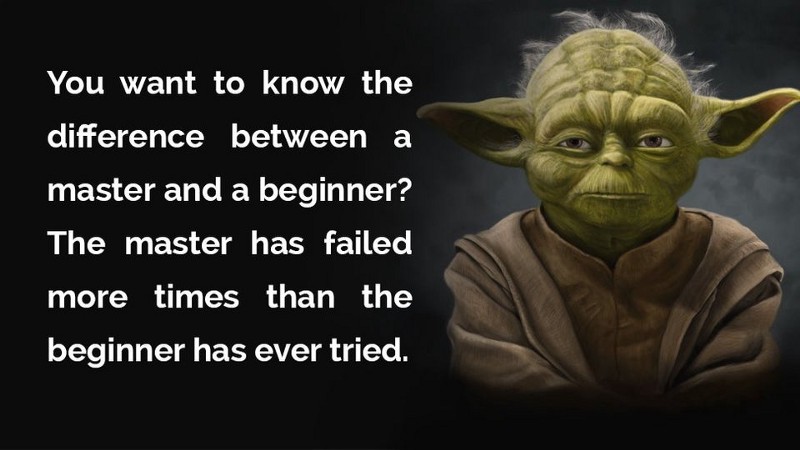 You want to know the
difference between a
master and a beginner?
The master has failed
more times than the
beginner has ever tried.